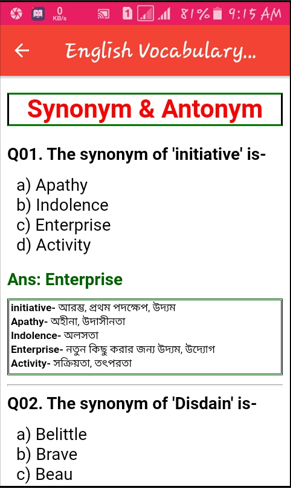 0
KB/s
1
81%
9:15 AM
English Vocabulary...
Synonym & Antonym
Q01. The synonym of 'initiative' is-
a) Apathy
b) Indolence
c) Enterprise
d) Activity
Ans: Enterprise
initiative- আরম্ভ, প্রথম পদক্ষেপ, উদ্যম
Apathy- অহীনা, উদাসীনতা
Indolence- অলসতা
Enterprise- নতুন কিছু করার জন্য উদ্যম, উদ্যোগ
Activity- সক্রিয়তা, তৎপরতা
Q02. The synonym of 'Disdain' is-
a) Belittle
b) Brave
c) Beau